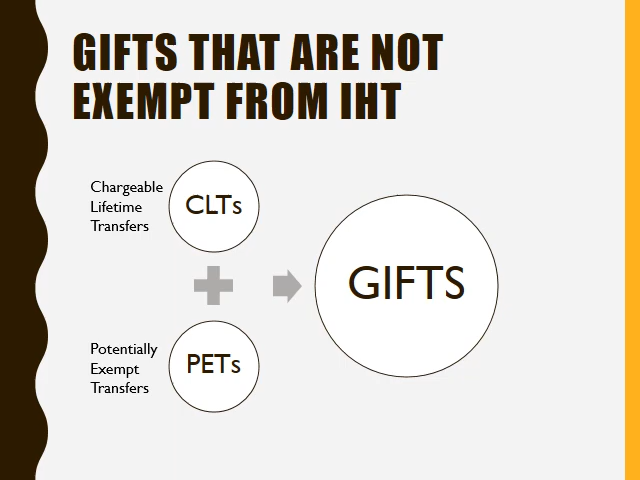 GIFTS THAT ARE NOT
EXEMPT FROM IHT
Chargeable
Lifetime
Transfers
CLTs
GIFTS
Potentially
Exempt
Transfers
PETs